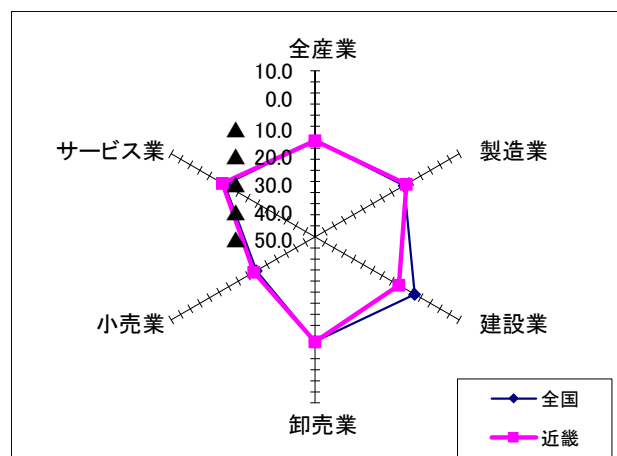 全産業
10.0
0.0
▲ 10.0
▲ 20.0
▲ 30.0
▲ 40.0
▲ 50.0
サービス業
製造業
小売業
建設業
卸売業
全国
近畿